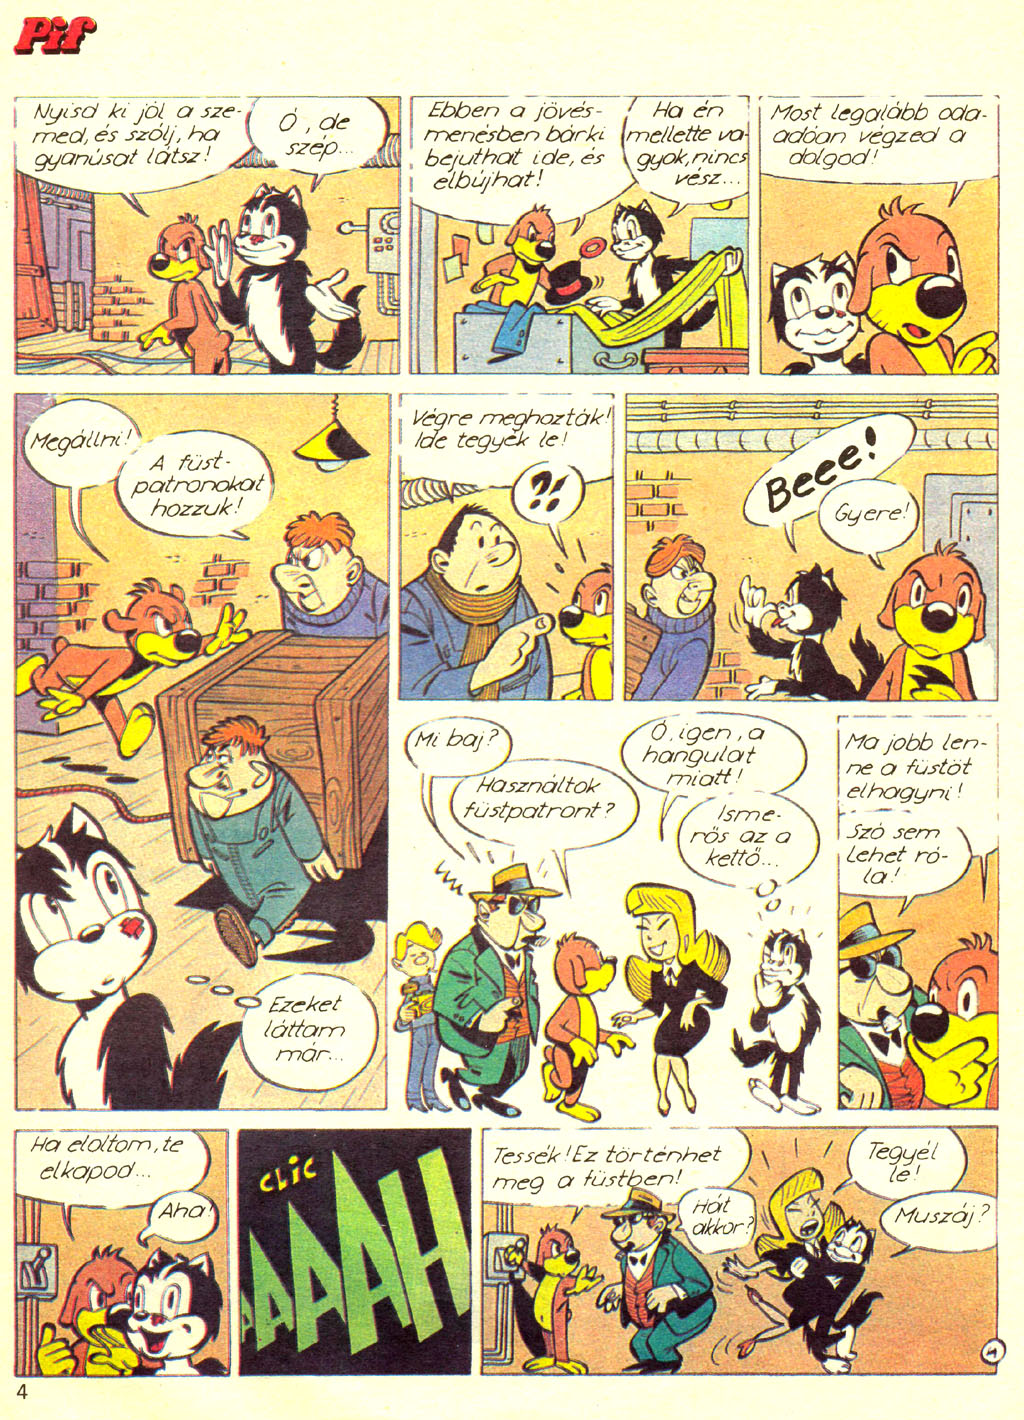 Pif
Nyisd ki jól a sze-
med, és szólj, ha
gyanúsat látsz!
Ó, de
szép...
Ebben a jövés-
menésben bárki
bejuthat ide, és
elbújhat!
Ha én
mellette va-
gyok, nincs
vész...
Most legalább oda-
adóan végzed a
dolgod!
Megállni!
A füst-
patronokat
hozzuk!
Ezeket
láttam
már...
Végre meghozták!
Ide tegyék le!
?!
Beee!
Gyere!
Mi baj?
Használtok
füstpatront?
Ó, igen, a
hangulat
miatt!
Isme-
rős az a
kettő...
Ma jobb len-
ne a füstöt
elhagyni!
Szó sem
lehet ró-
la!
Ha eloltom, te
elkapod...
Aha!
CLIC
AAAAAH
Tessék! Ez történhet
meg a füstben!
Hát
akkor?
Tegyél
le!
Muszáj?
4
4